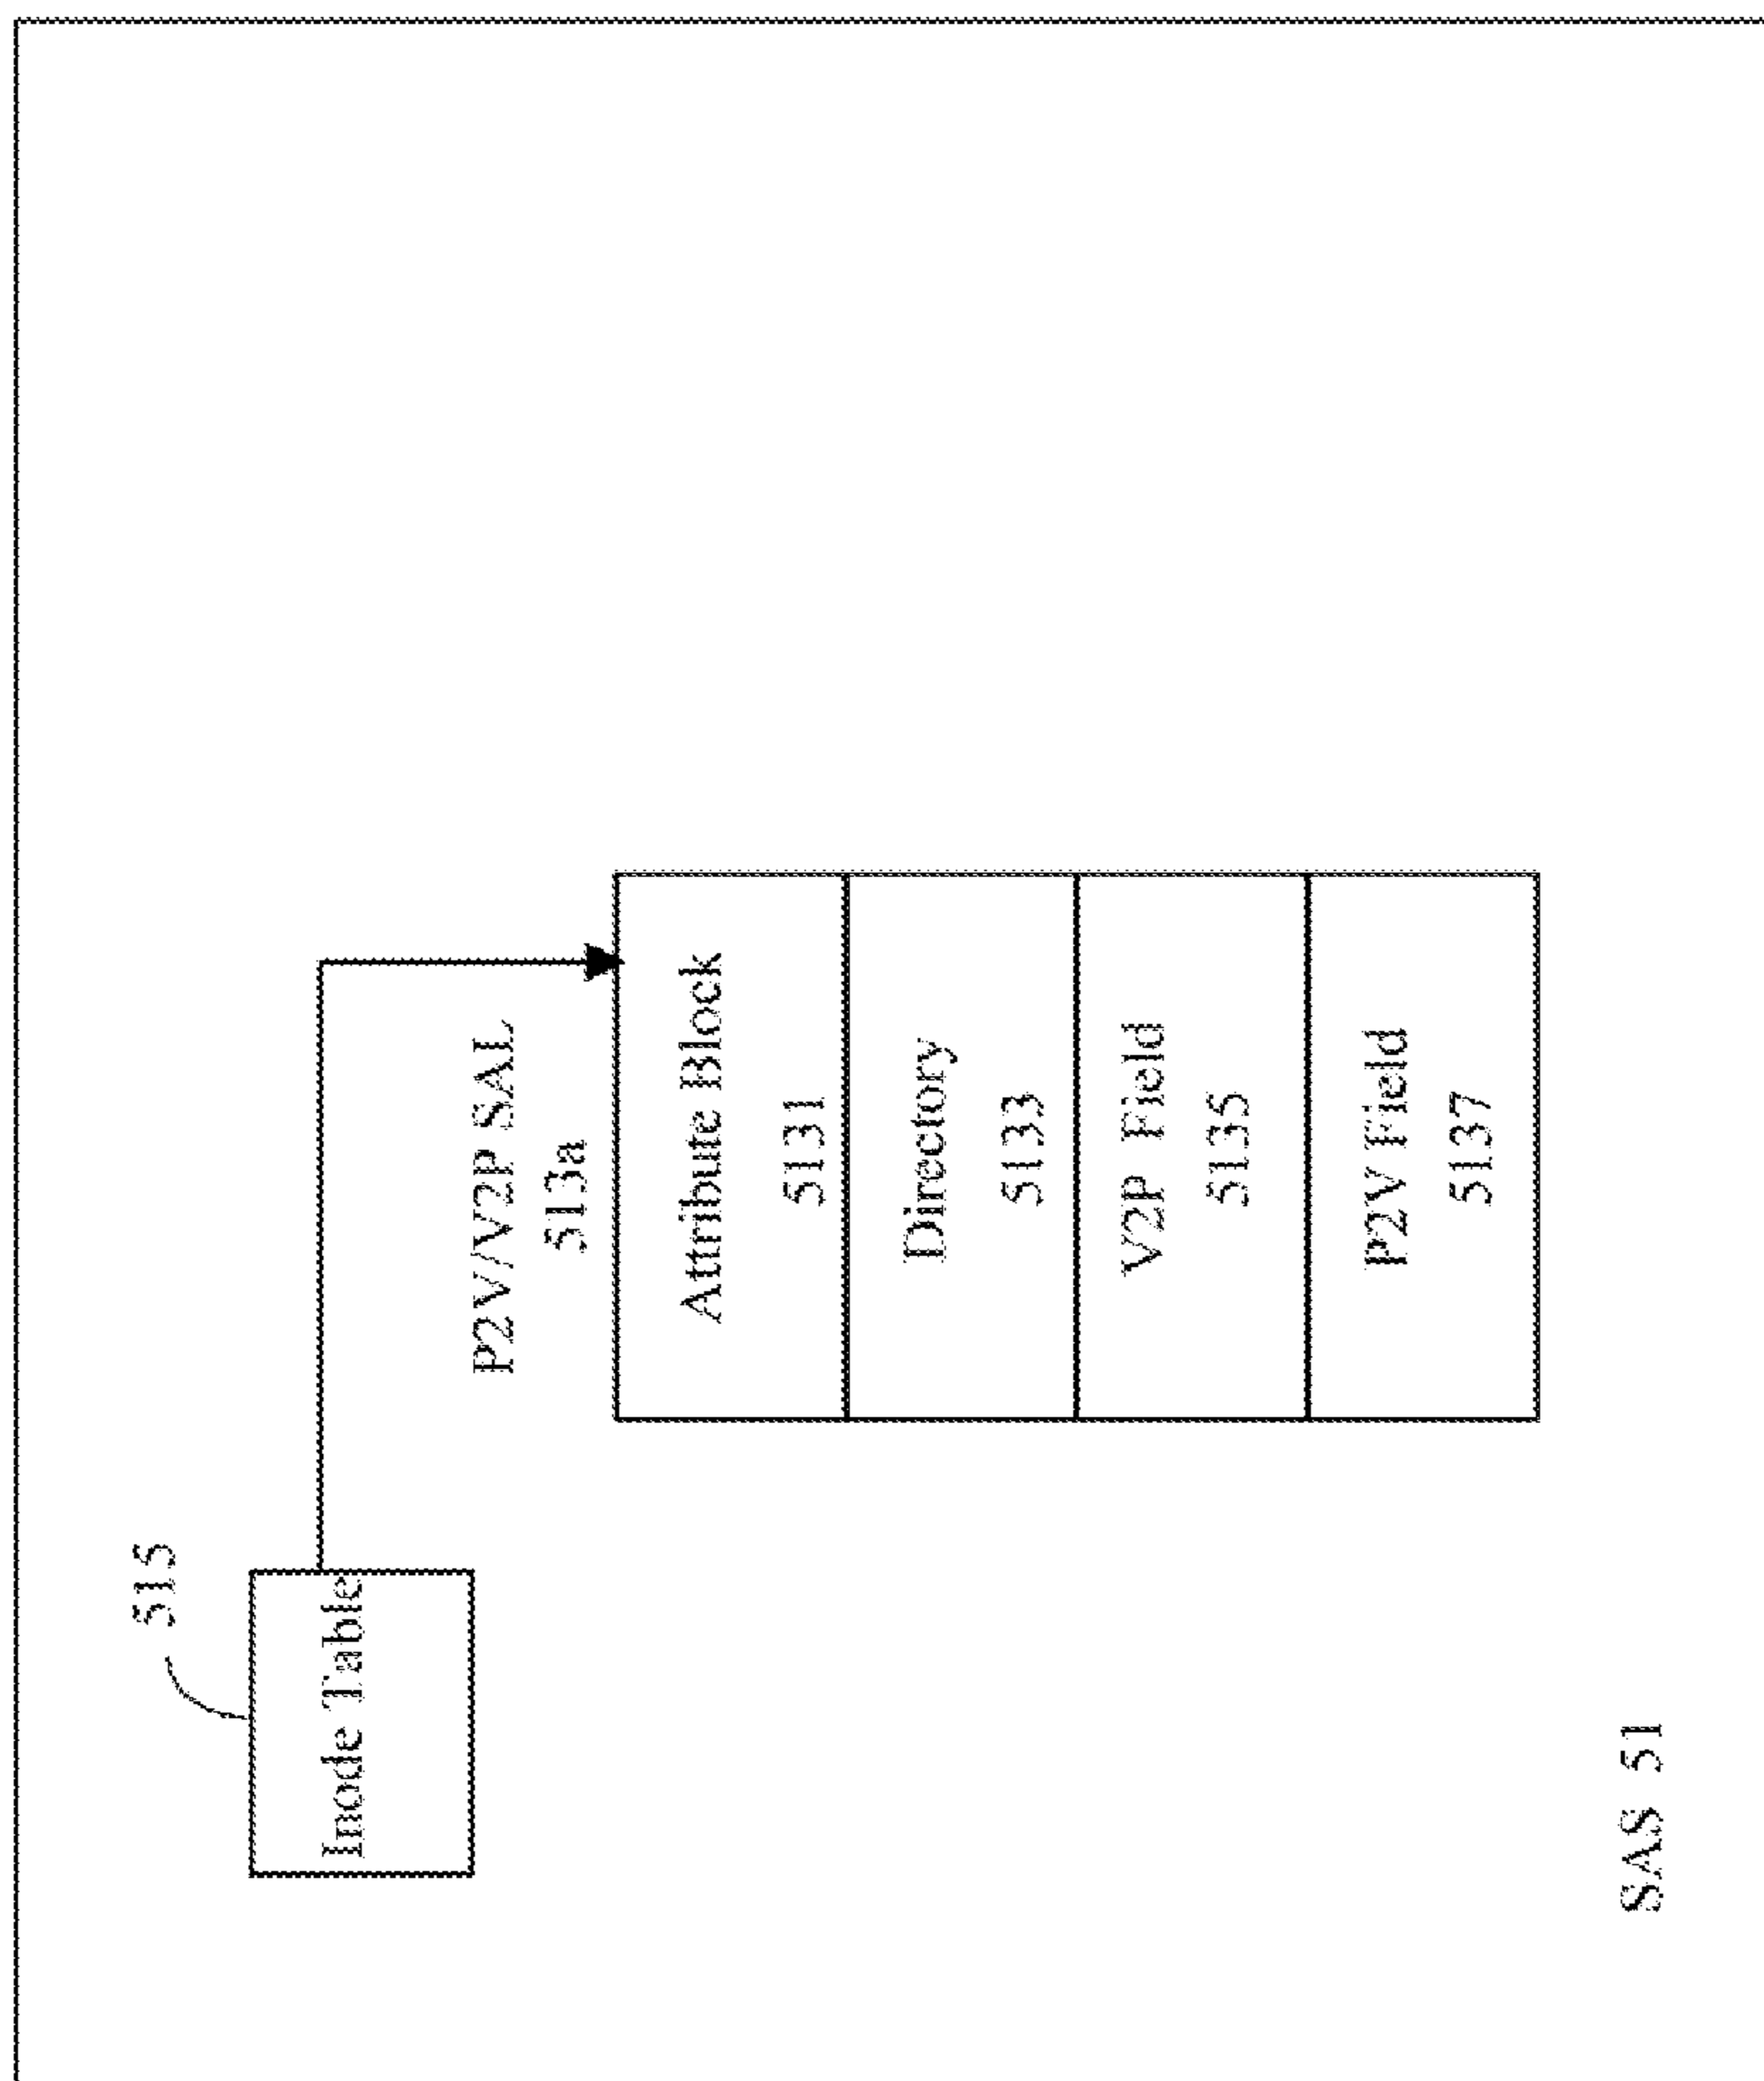 515
Inode Table
P2V/V2P SAL
513a
Attribute Block
5131
Directory
5133
V2P Field
5135
P2V Field
5137
SAS 51